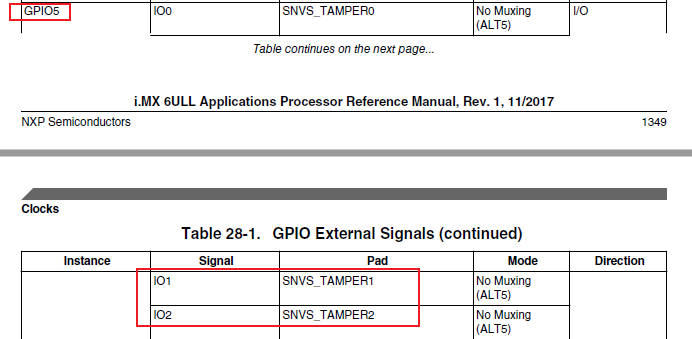 GPIO5 IO0 SNVS_TAMPER0 No Muxing I/O
(ALT5)
Table continues on the next page...
i.MX 6ULL Applications Processor Reference Manual, Rev. 1, 11/2017
NXP Semiconductors 1349
Clocks
Table 28-1. GPIO External Signals (continued)
Instance Signal Pad Mode Direction
IO1 SNVS_TAMPER1 No Muxing
(ALT5)
IO2 SNVS_TAMPER2 No Muxing
(ALT5)